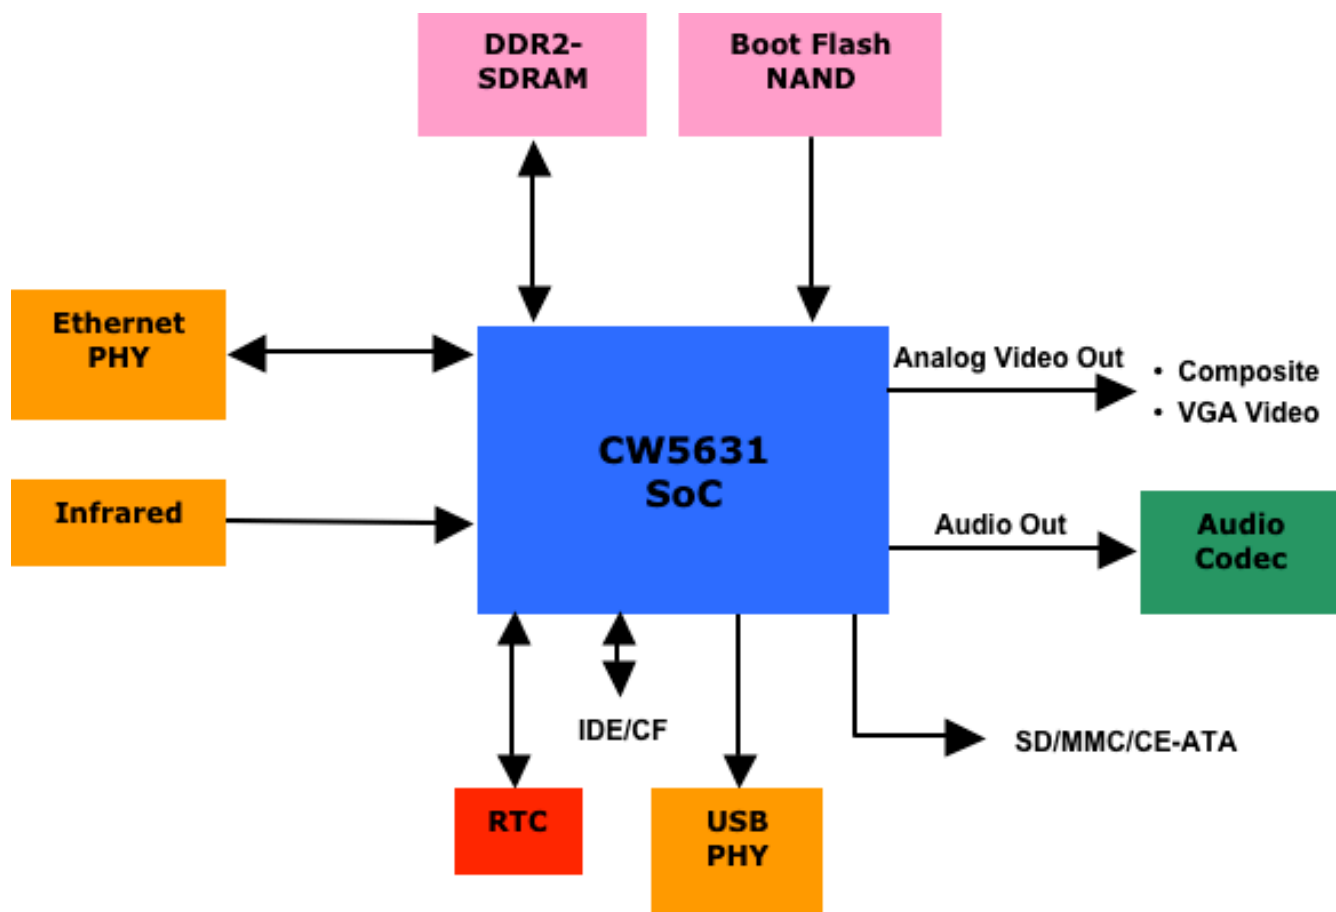 DDR2-
SDRAM
Boot Flash
NAND
Ethernet
PHY
Analog Video Out
• Composite
• VGA Video
CW5631
SoC
Infrared
Audio Out
Audio
Codec
IDE/CF
SD/MMC/CE-ATA
RTC
USB
PHY